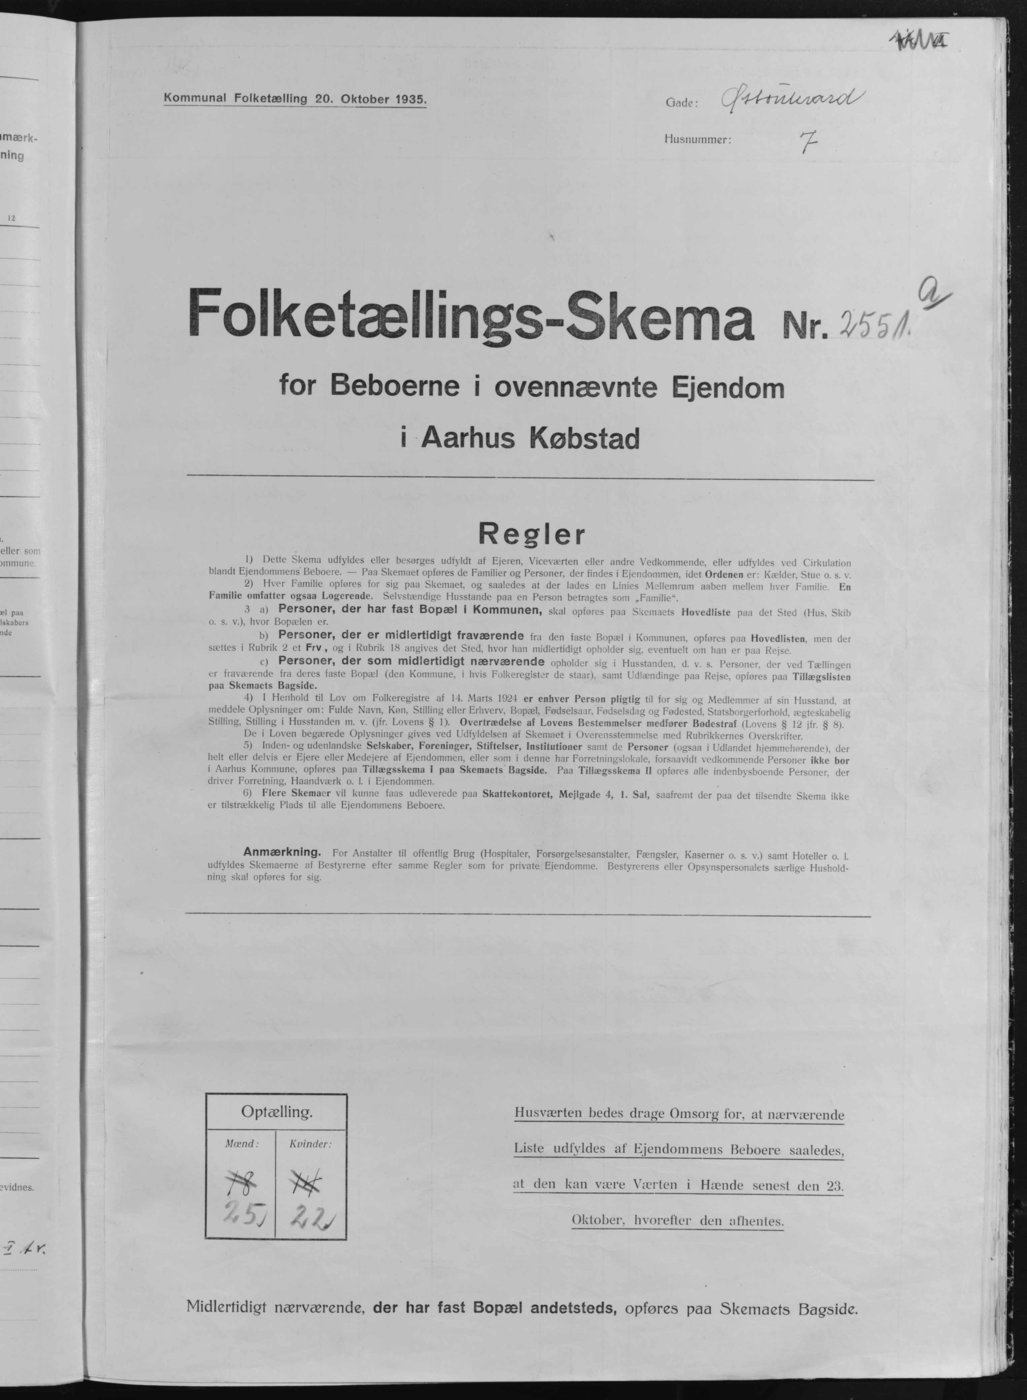 Kommunal Folketælling 20. Oktober 1935.
Gade: Østboulevard
Husnummer: 7
Folketællings-Skema Nr. 2551. a
for Beboerne i ovennævnte Ejendom
i Aarhus Købstad
Regler
1) Dette Skema udfyldes eller besørges udfyldt af Ejeren, Viceværten eller andre Vedkommende, eller udfyldes ved Cirkulation
blandt Ejendommens Beboere. — Paa Skemaet opføres de Familier og Personer, der findes i Ejendommen, idet Ordenen er: Kælder, Stue o. s. v.
2) Hver Familie opføres for sig paa Skemaet, og saaledes at der lades en Linies Mellemrum aaben mellem hver Familie. En
Familie omfatter ogsaa Logerende. Selvstændige Husstande paa en Person betragtes som „Familie“.
3 a) Personer, der har fast Bopæl i Kommunen, skal opføres paa Skemaets Hovedliste paa det Sted (Hus, Skib
o. s. v.), hvor Bopælen er.
b) Personer, der er midlertidigt fraværende fra den faste Bopæl i Kommunen, opføres paa Hovedlisten, men der
sættes i Rubrik 2 et Frv, og i Rubrik 18 angives det Sted, hvor han midlertidigt opholder sig, eventuelt om han er paa Rejse.
c) Personer, der som midlertidigt nærværende opholder sig i Husstanden, d. v. s. Personer, der ved Tællingen
er fraværende fra deres faste Bopæl (den Kommune, i hvis Folkeregister de staar), samt Udlændinge paa Rejse, opføres paa Tillægslisten
paa Skemaets Bagside.
4) I Henhold til Lov om Folkeregistre af 14. Marts 1924 er enhver Person pligtig til for sig og Medlemmer af sin Husstand, at
meddele Oplysninger om: Fulde Navn, Køn, Stilling eller Erhverv, Bopæl, Fødselsaar, Fødselsdag og Fødested, Statsborgerforhold, ægteskabelig
Stilling, Stilling i Husstanden m. v. (jfr. Lovens § 1). Overtrædelse af Lovens Bestemmelser medfører Bødestraf (Lovens § 12 jfr. § 8).
De i Loven begærede Oplysninger gives ved Udfyldelsen af Skemaet i Overensstemmelse med Rubrikkernes Overskrifter.
5) Inden- og udenlandske Selskaber, Foreninger, Stiftelser, Institutioner samt de Personer (ogsaa i Udlandet hjemmehørende), der
helt eller delvis er Ejere eller Medejere af Ejendommen, eller som i denne har Forretningslokale, forsaavidt vedkommende Personer ikke bor
i Aarhus Kommune, opføres paa Tillægsskema I paa Skemaets Bagside. Paa Tillægsskema II opføres alle indenbysboende Personer, der
driver Forretning, Haandværk o. l. i Ejendommen.
6) Flere Skemaer vil kunne faas udleverede paa Skattekontoret, Mejlgade 4, 1. Sal, saafremt der paa det tilsendte Skema ikke
er tilstrækkelig Plads til alle Ejendommens Beboere.
Anmærkning. For Anstalter til offentlig Brug (Hospitaler, Forsørgelsesanstalter, Fængsler, Kaserner o. s. v.) samt Hoteller o. l.
udfyldes Skemaerne af Bestyrerne efter samme Regler som for private Ejendomme. Bestyrerens eller Opsynspersonalets særlige Hushold-
ning skal opføres for sig.
Optælling.
Mænd: Kvinder:
18 14
25 22
Husværten bedes drage Omsorg for, at nærværende
Liste udfyldes af Ejendommens Beboere saaledes,
at den kan være Værten i Hænde senest den 23.
Oktober, hvorefter den afhentes.
Midlertidigt nærværende, der har fast Bopæl andetsteds, opføres paa Skemaets Bagside.